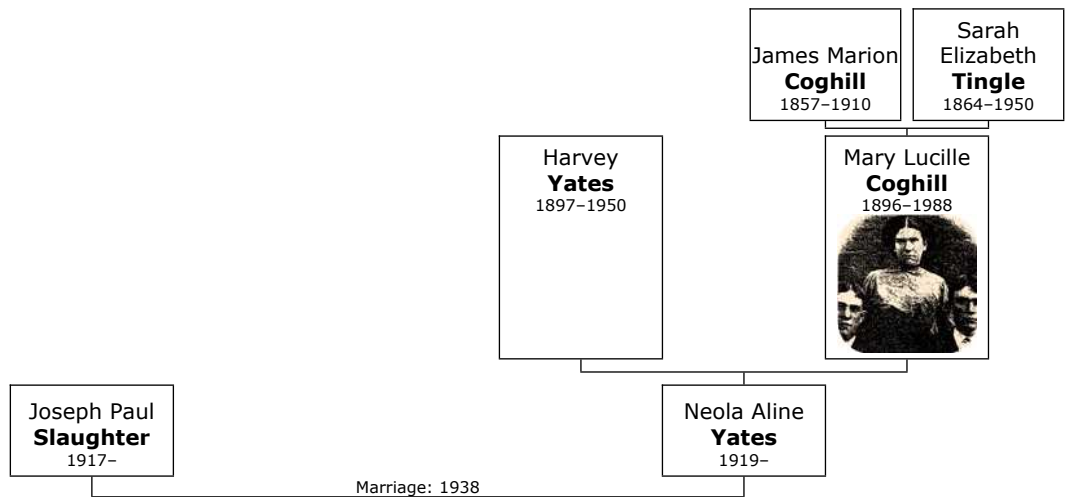 James Marion
Coghill
1857–1910
Sarah
Elizabeth
Tingle
1864–1950
Harvey
Yates
1897–1950
Mary Lucille
Coghill
1896–1988
Joseph Paul
Slaughter
1917–
Neola Aline
Yates
1919–
Marriage: 1938